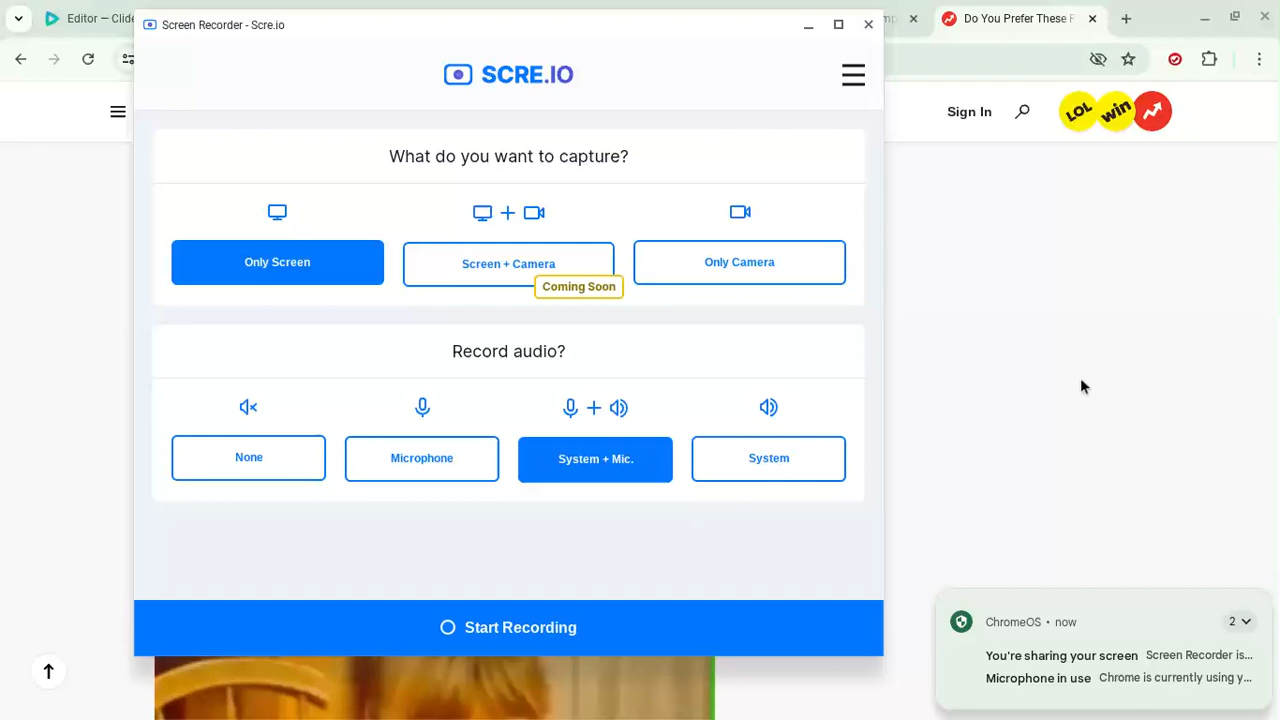 Editor — Clide
Screen Recorder - Scre.io
Do You Prefer These F
SCRE.IO
Sign In
LOL
win
What do you want to capture?
Only Screen
Screen + Camera
Only Camera
Coming Soon
Record audio?
None
Microphone
System + Mic.
System
Start Recording
ChromeOS • now
2
You're sharing your screen Screen Recorder is...
Microphone in use Chrome is currently using y...